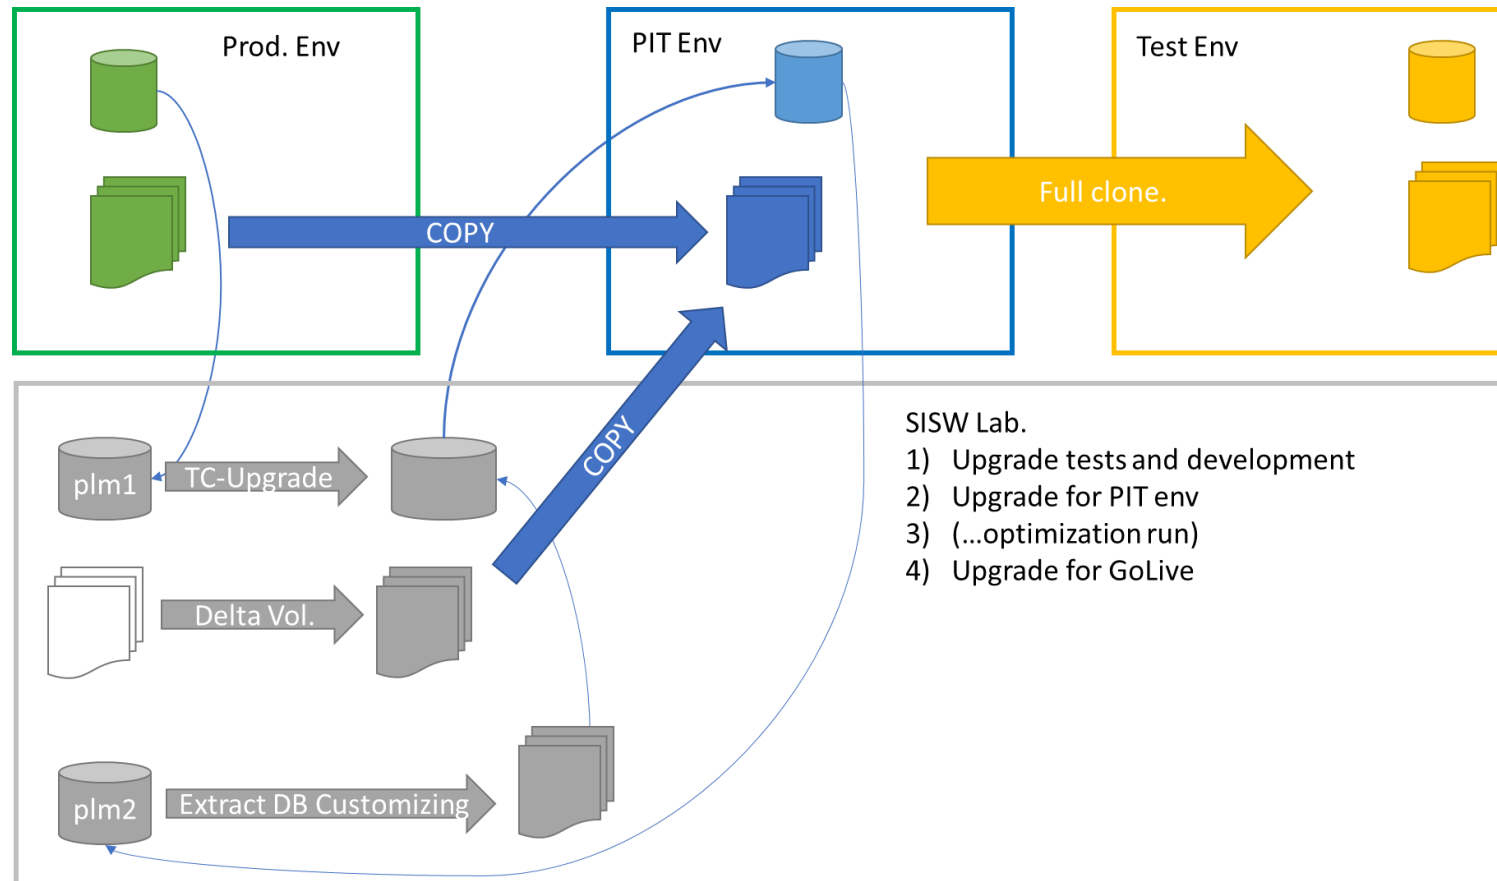 Prod. Env
PIT Env
Test Env
COPY
Full clone.
COPY
plm1
TC-Upgrade
Delta Vol.
plm2
Extract DB Customizing
SISW Lab.
1) Upgrade tests and development
2) Upgrade for PIT env
3) (...optimization run)
4) Upgrade for GoLive